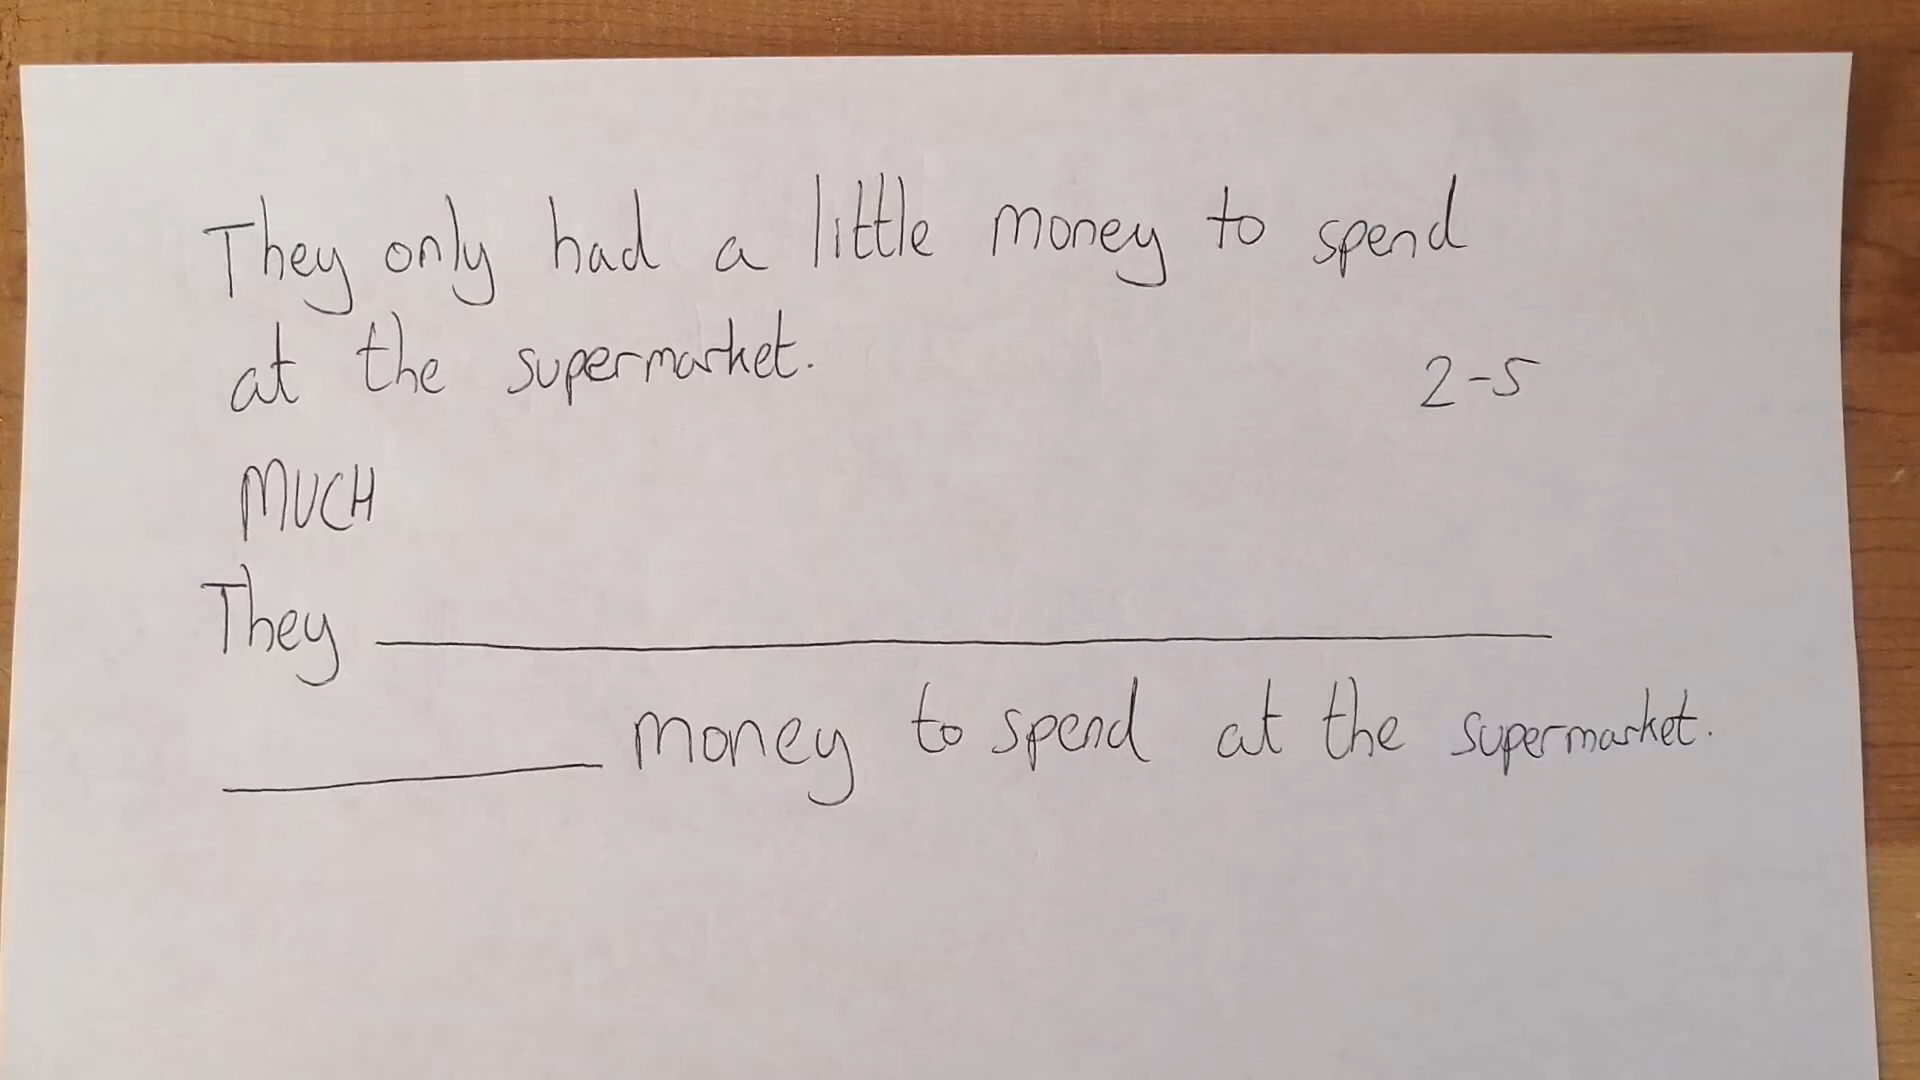 They only had a little money to spend
at the supermarket.
2-5
MUCH
They
money to spend at the supermarket.